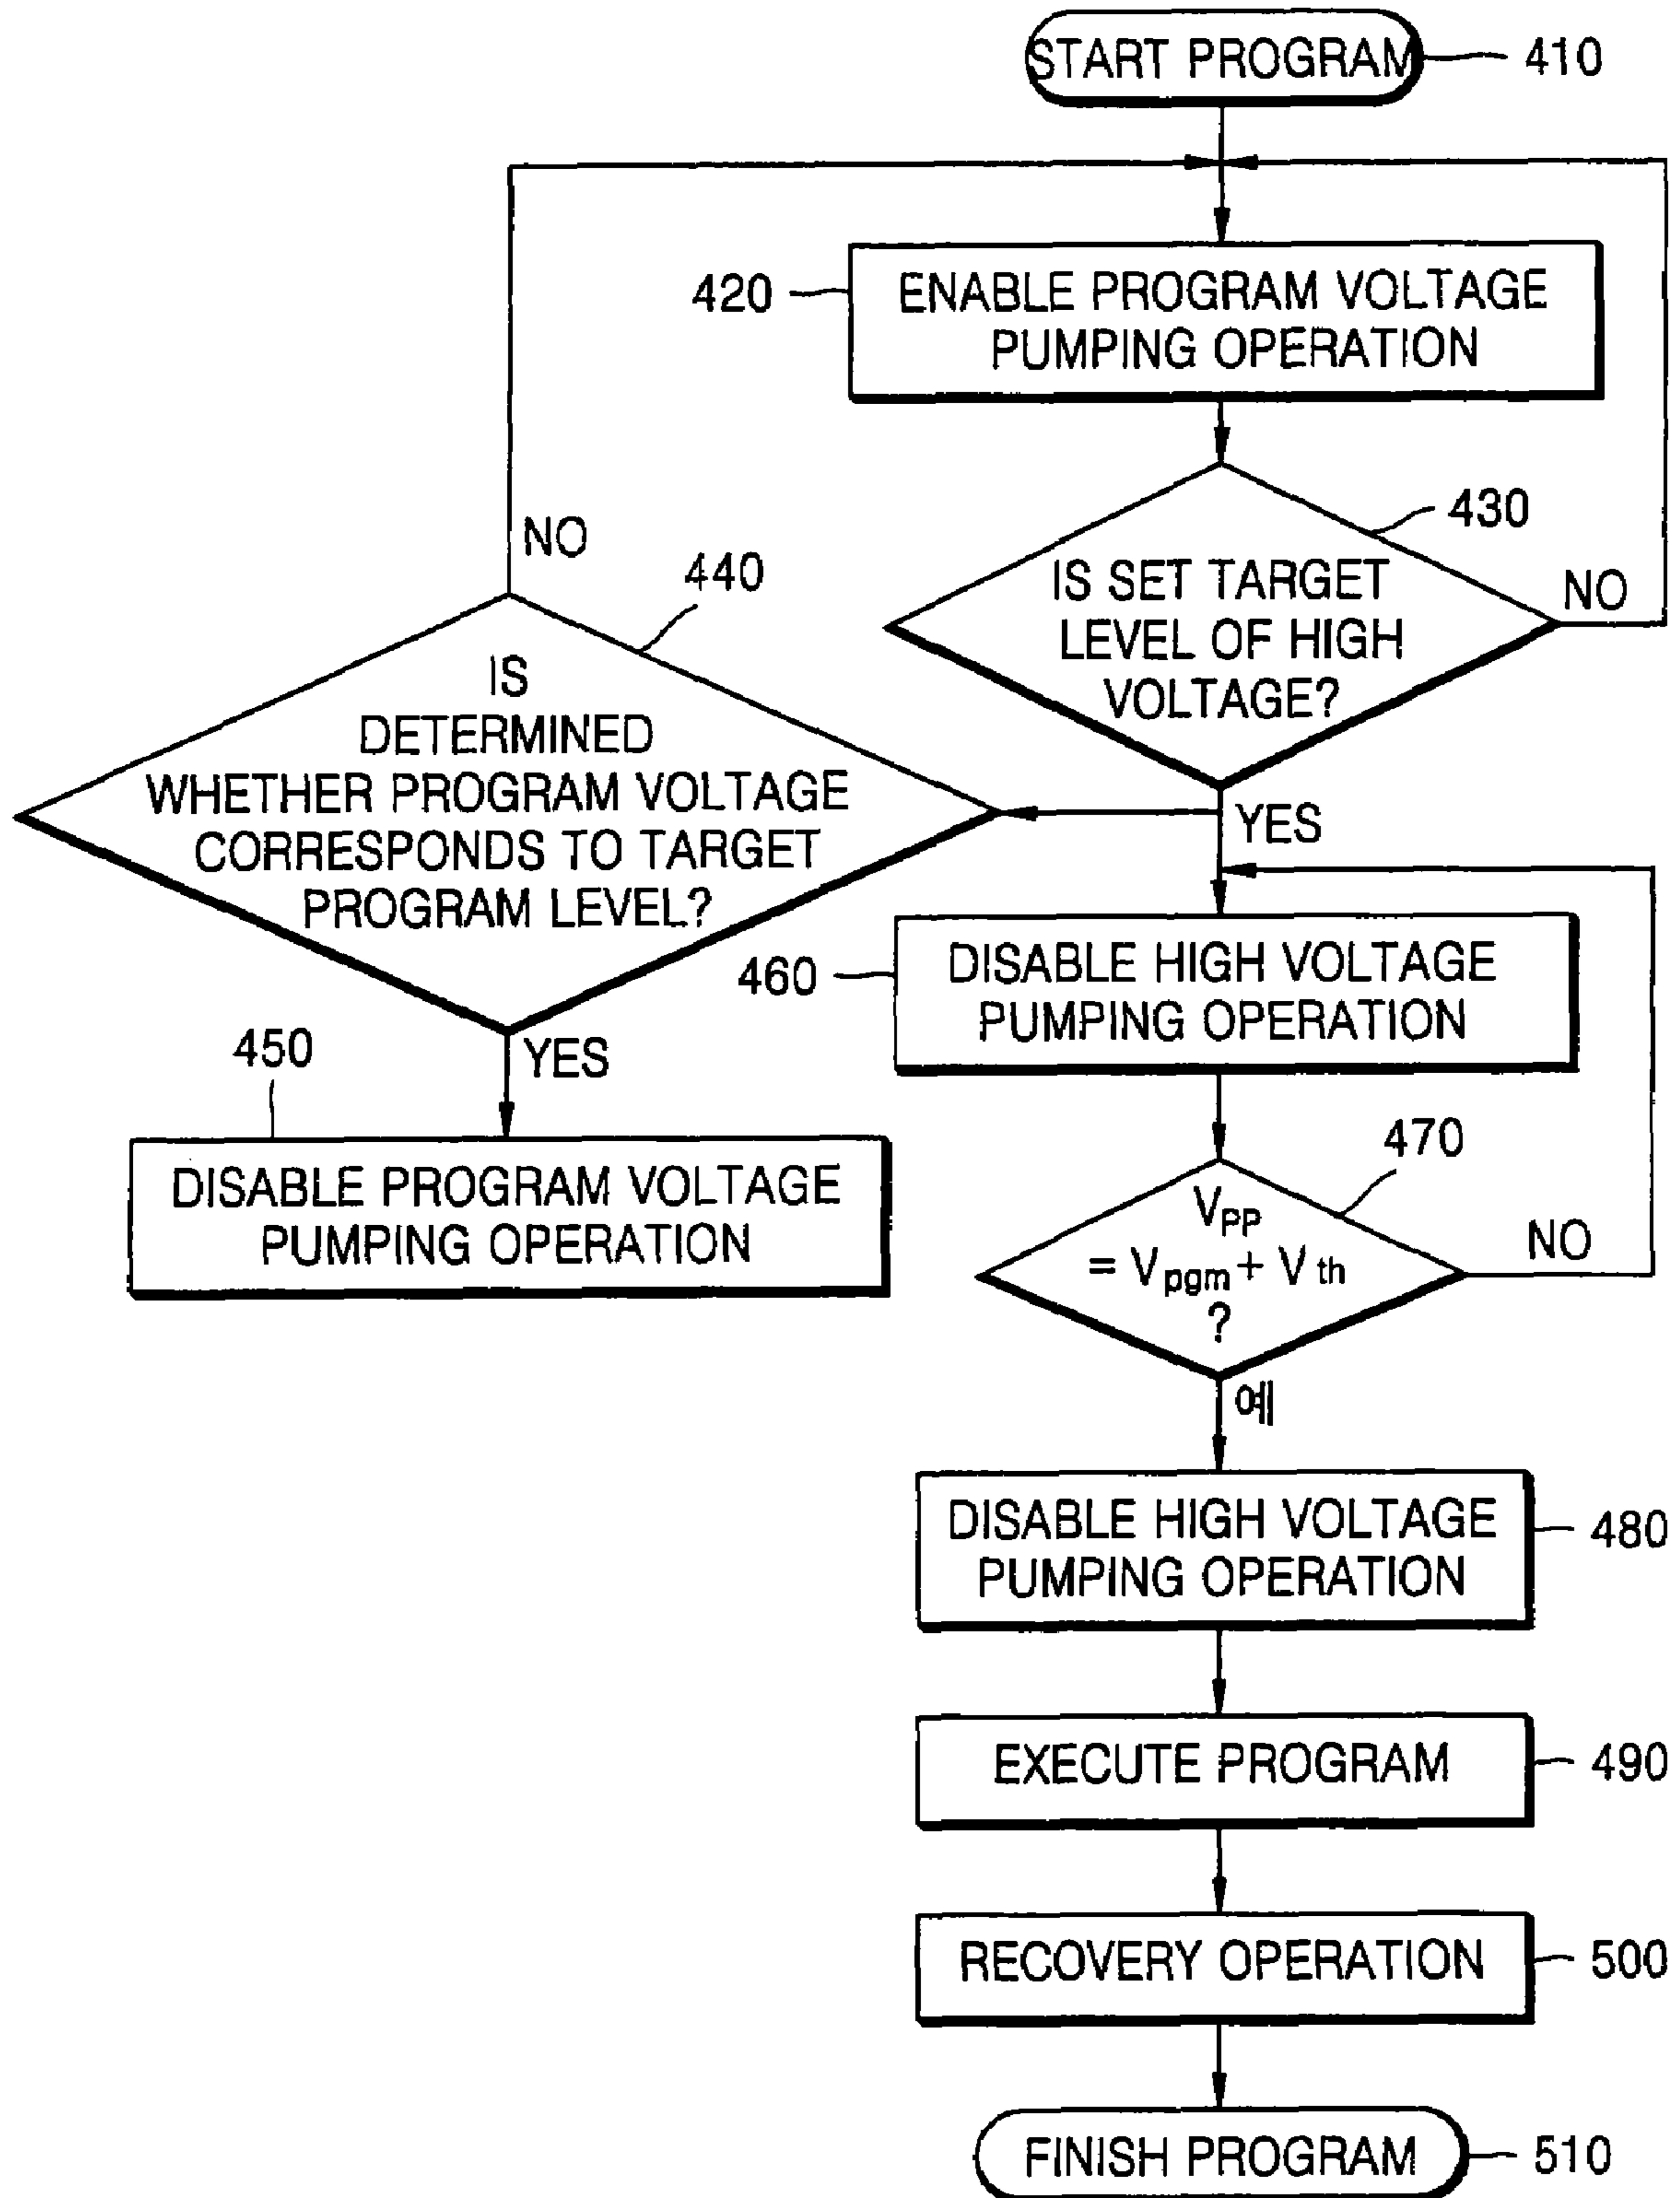 START PROGRAM
410
420
ENABLE PROGRAM VOLTAGE
PUMPING OPERATION
430
IS SET TARGET
LEVEL OF HIGH
VOLTAGE?
NO
YES
NO
440
IS
DETERMINED
WHETHER PROGRAM VOLTAGE
CORRESPONDS TO TARGET
PROGRAM LEVEL?
YES
450
DISABLE PROGRAM VOLTAGE
PUMPING OPERATION
460
DISABLE HIGH VOLTAGE
PUMPING OPERATION
470
VPP
= Vpgm + Vth
?
NO
예
DISABLE HIGH VOLTAGE
PUMPING OPERATION
480
EXECUTE PROGRAM
490
RECOVERY OPERATION
500
FINISH PROGRAM
510